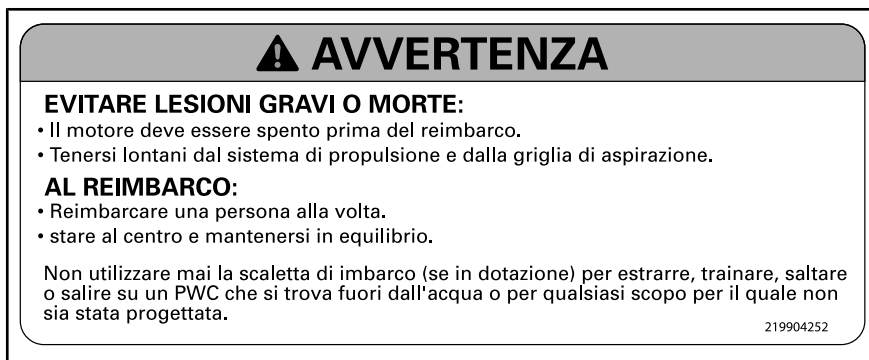 ⚠ AVVERTENZA
EVITARE LESIONI GRAVI O MORTE:
• Il motore deve essere spento prima del reimbarco.
• Tenersi lontani dal sistema di propulsione e dalla griglia di aspirazione.
AL REIMBARCO:
• Reimbarcare una persona alla volta.
• stare al centro e mantenersi in equilibrio.
Non utilizzare mai la scaletta di imbarco (se in dotazione) per estrarre, trainare, saltare
o salire su un PWC che si trova fuori dall'acqua o per qualsiasi scopo per il quale non
sia stata progettata.
219904252